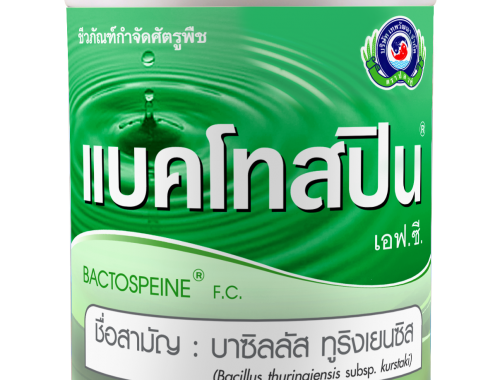 ชีวภัณฑ์กำจัดศัตรูพืช
แบคโทสปิน®
เอฟ.ซี.
BACTOSPEINE® F.C.
ชื่อสามัญ : บาซิลลัส ทูริงเยนซิส
(Bacillus thuringiensis subsp. kurstaki)